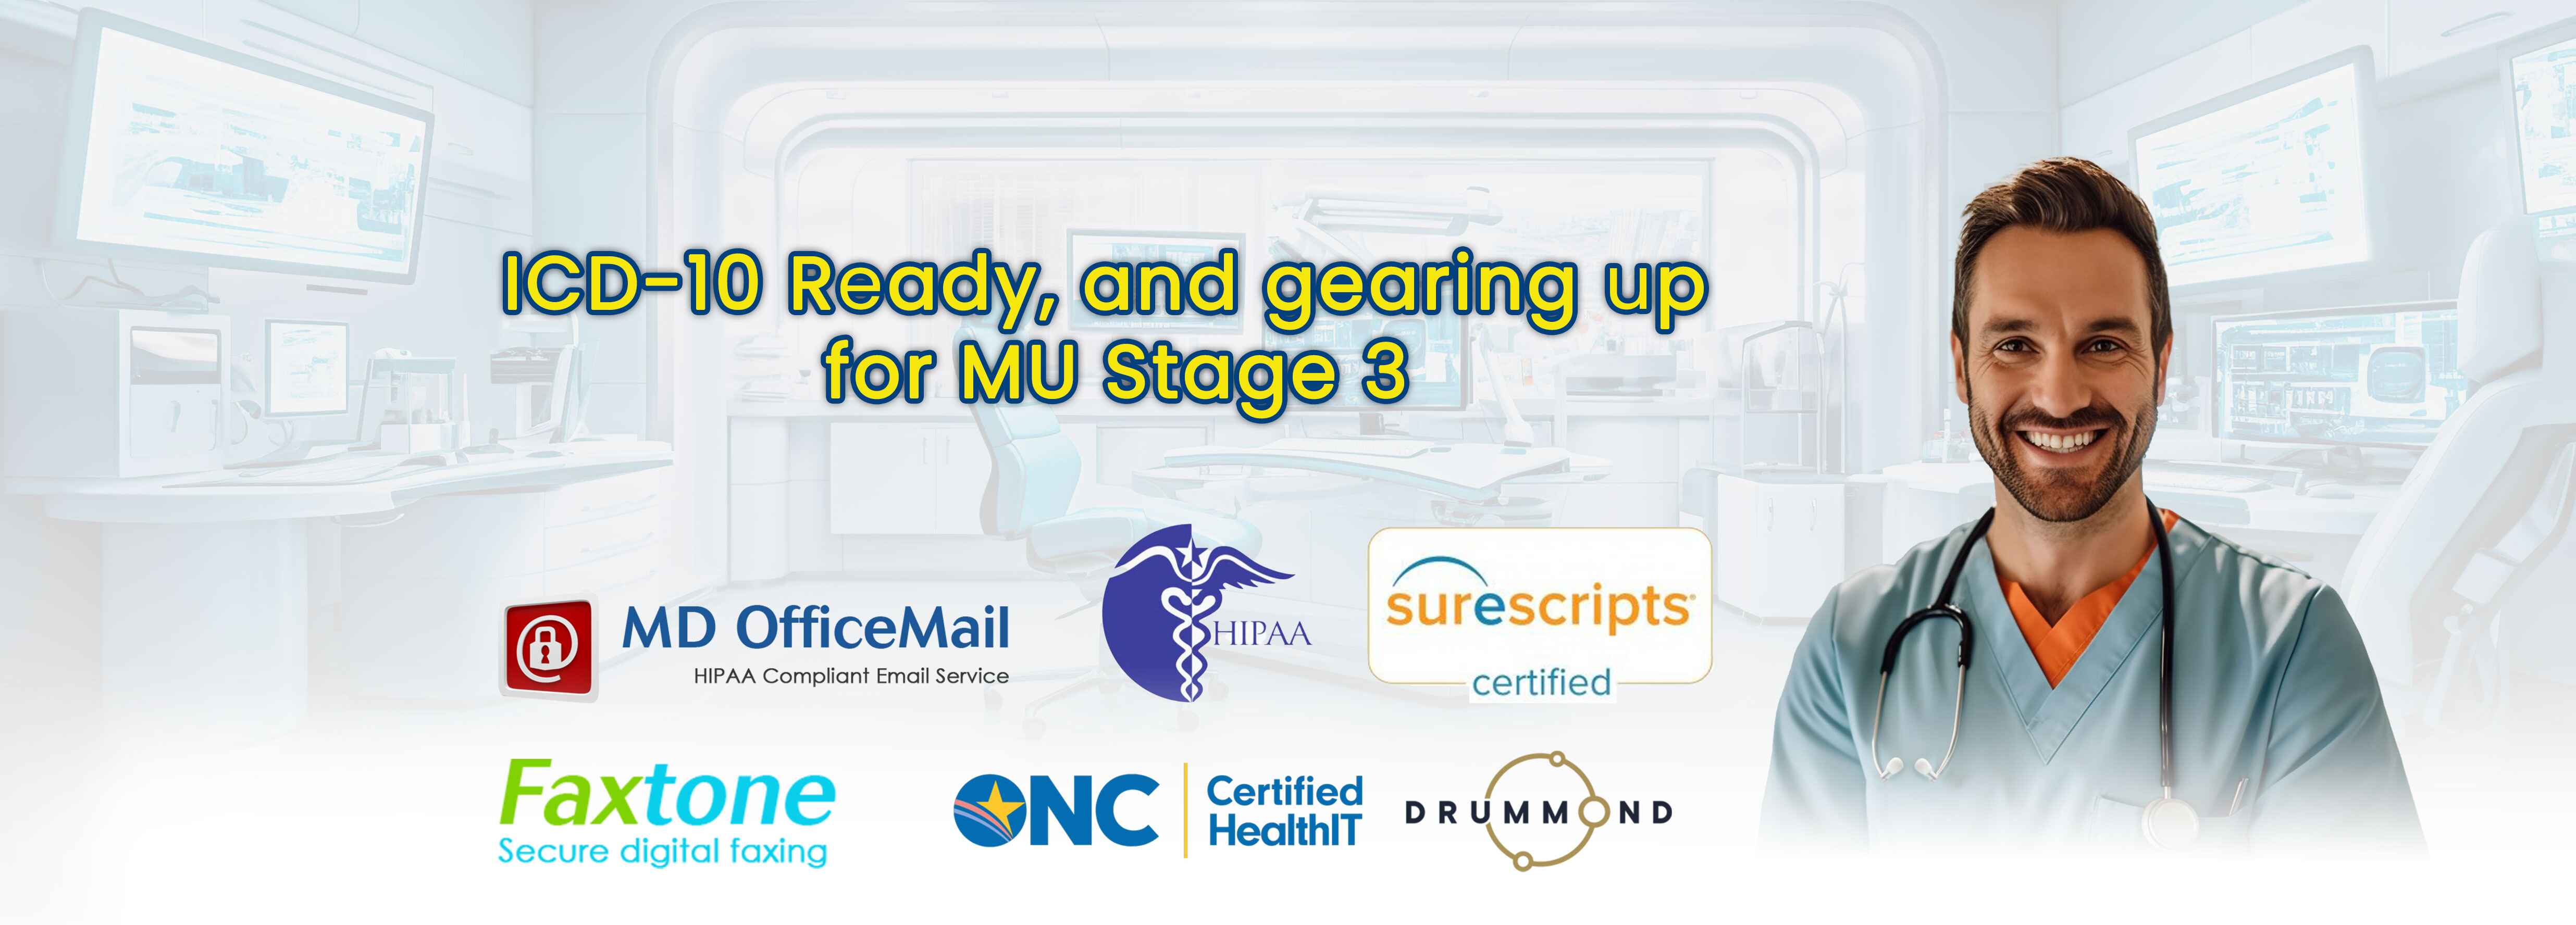 ICD-10 Ready, and gearing up
for MU Stage 3
MD OfficeMail
HIPAA Compliant Email Service
HIPAA
surescripts®
certified
Faxtone
Secure digital faxing
ONC
Certified
HealthIT
DRUMMOND